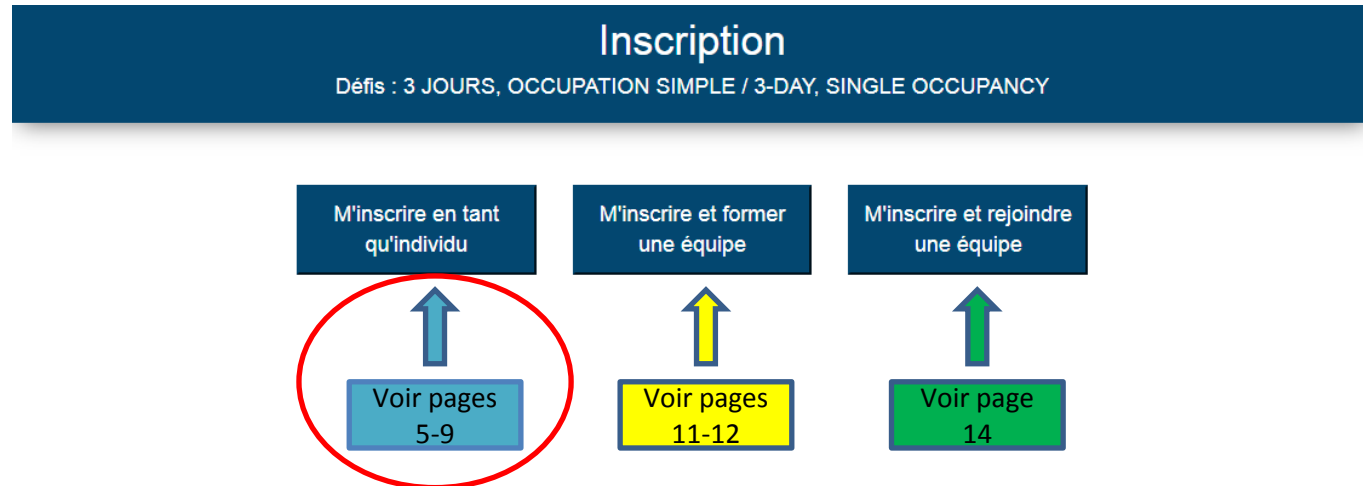 Inscription
Défis : 3 JOURS, OCCUPATION SIMPLE / 3-DAY, SINGLE OCCUPANCY
M'inscrire en tant
qu'individu
M'inscrire et former
une équipe
M'inscrire et rejoindre
une équipe
Voir pages
5-9
Voir pages
11-12
Voir page
14